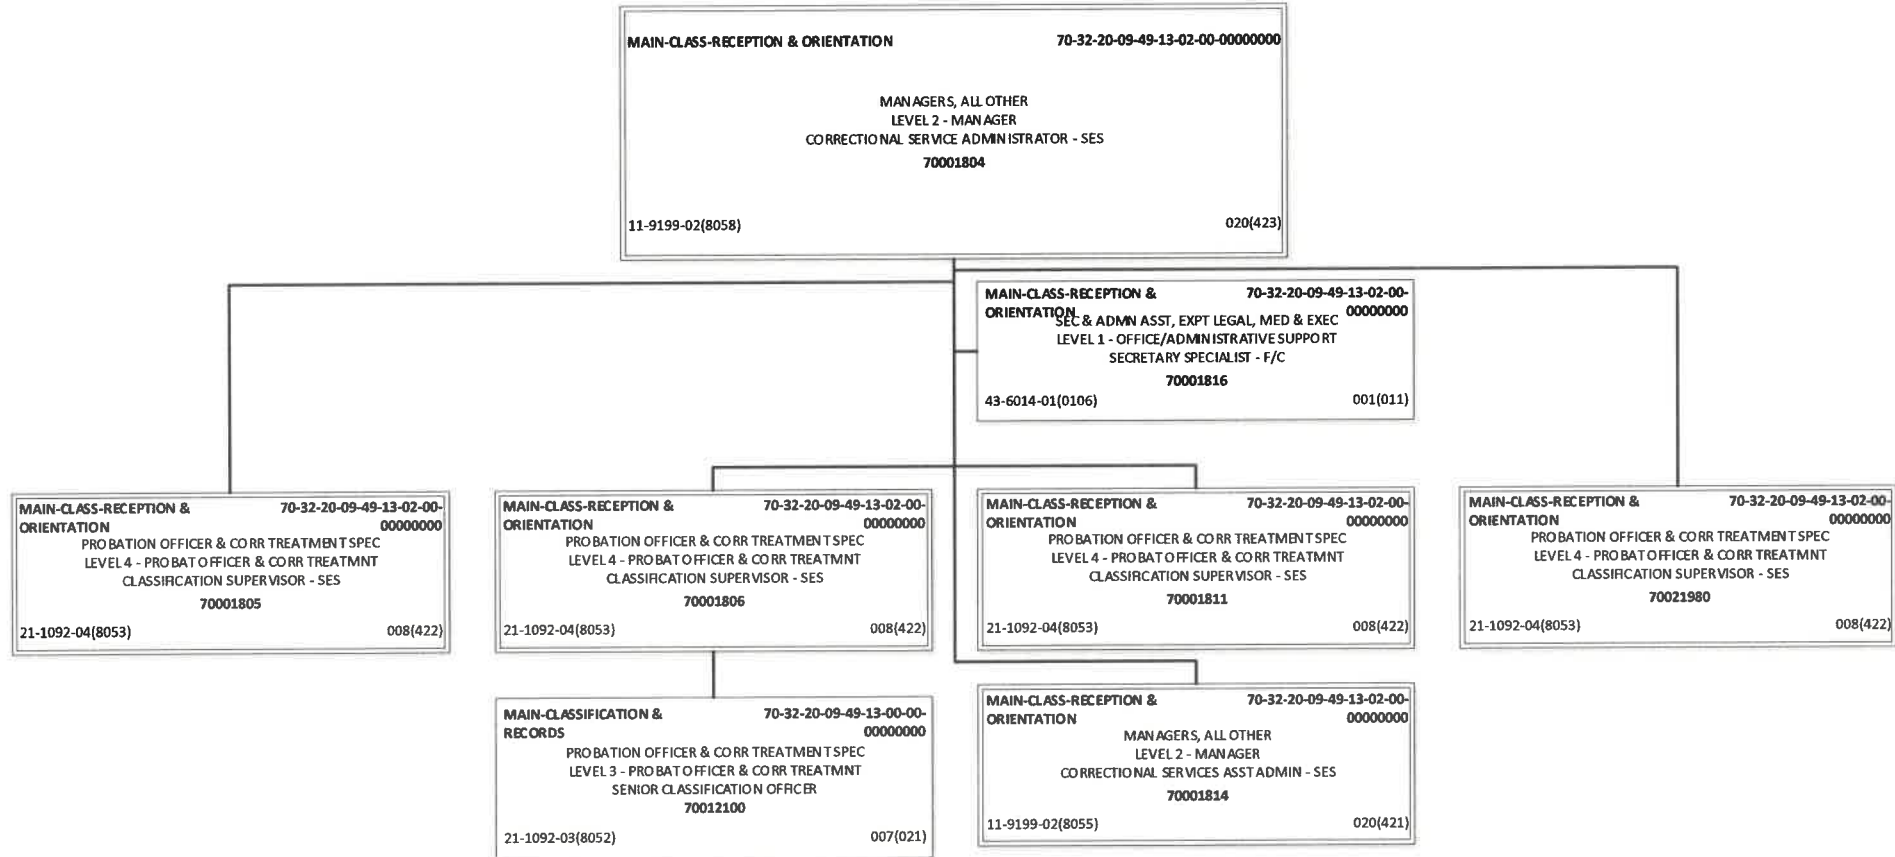 MAIN-CLASS-RECEPTION & ORIENTATION 70-32-20-09-49-13-02-00-00000000
MANAGERS, ALL OTHER
LEVEL 2 - MANAGER
CORRECTIONAL SERVICE ADMINISTRATOR - SES
70001804
11-9199-02(8058) 020(423)
MAIN-CLASS-RECEPTION & 70-32-20-09-49-13-02-00-
ORIENTATION 00000000
SEC & ADMN ASST, EXPT LEGAL, MED & EXEC
LEVEL 1 - OFFICE/ADMINISTRATIVE SUPPORT
SECRETARY SPECIALIST - F/C
70001816
43-6014-01(0106) 001(011)
MAIN-CLASS-RECEPTION & 70-32-20-09-49-13-02-00-
ORIENTATION 00000000
PROBATION OFFICER & CORR TREATMENT SPEC
LEVEL 4 - PROBAT OFFICER & CORR TREATMNT
CLASSIFICATION SUPERVISOR - SES
70001805
21-1092-04(8053) 008(422)
MAIN-CLASS-RECEPTION & 70-32-20-09-49-13-02-00-
ORIENTATION 00000000
PROBATION OFFICER & CORR TREATMENT SPEC
LEVEL 4 - PROBAT OFFICER & CORR TREATMNT
CLASSIFICATION SUPERVISOR - SES
70001806
21-1092-04(8053) 008(422)
MAIN-CLASS-RECEPTION & 70-32-20-09-49-13-02-00-
ORIENTATION 00000000
PROBATION OFFICER & CORR TREATMENT SPEC
LEVEL 4 - PROBAT OFFICER & CORR TREATMNT
CLASSIFICATION SUPERVISOR - SES
70001811
21-1092-04(8053) 008(422)
MAIN-CLASS-RECEPTION & 70-32-20-09-49-13-02-00-
ORIENTATION 00000000
PROBATION OFFICER & CORR TREATMENT SPEC
LEVEL 4 - PROBAT OFFICER & CORR TREATMNT
CLASSIFICATION SUPERVISOR - SES
70021980
21-1092-04(8053) 008(422)
MAIN-CLASSIFICATION & 70-32-20-09-49-13-00-00-
RECORDS 00000000
PROBATION OFFICER & CORR TREATMENT SPEC
LEVEL 3 - PROBAT OFFICER & CORR TREATMNT
SENIOR CLASSIFICATION OFFICER
70012100
21-1092-03(8052) 007(021)
MAIN-CLASS-RECEPTION & 70-32-20-09-49-13-02-00-
ORIENTATION 00000000
MANAGERS, ALL OTHER
LEVEL 2 - MANAGER
CORRECTIONAL SERVICES ASST ADMIN - SES
70001814
11-9199-02(8055) 020(421)